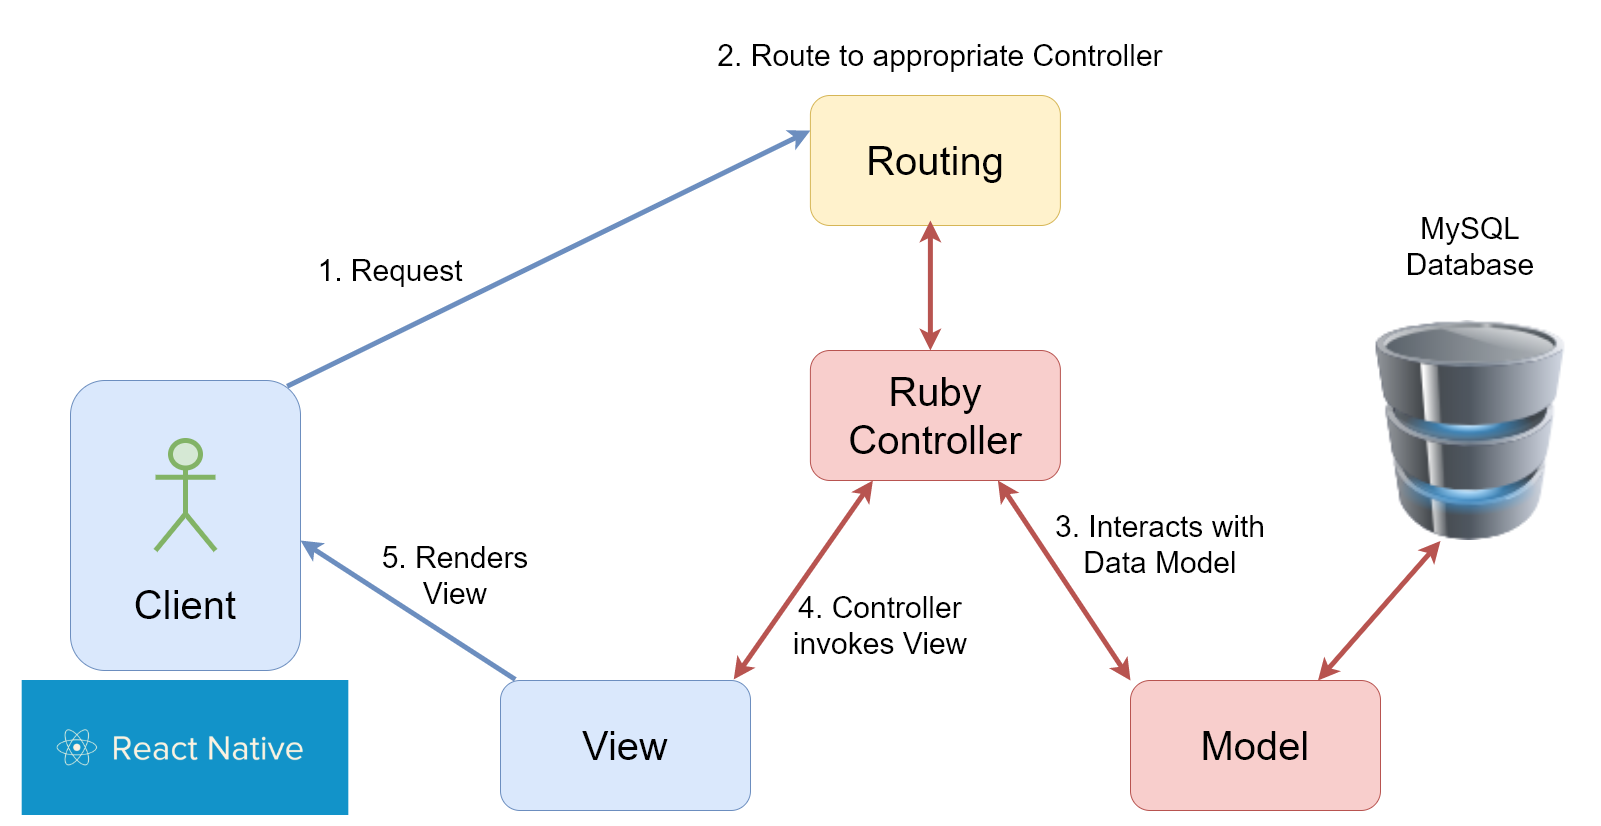 2. Route to appropriate Controller
Routing
MySQL
Database
1. Request
Ruby
Controller
3. Interacts with
Data Model
5. Renders
View
Client
4. Controller
invokes View
React Native
View
Model